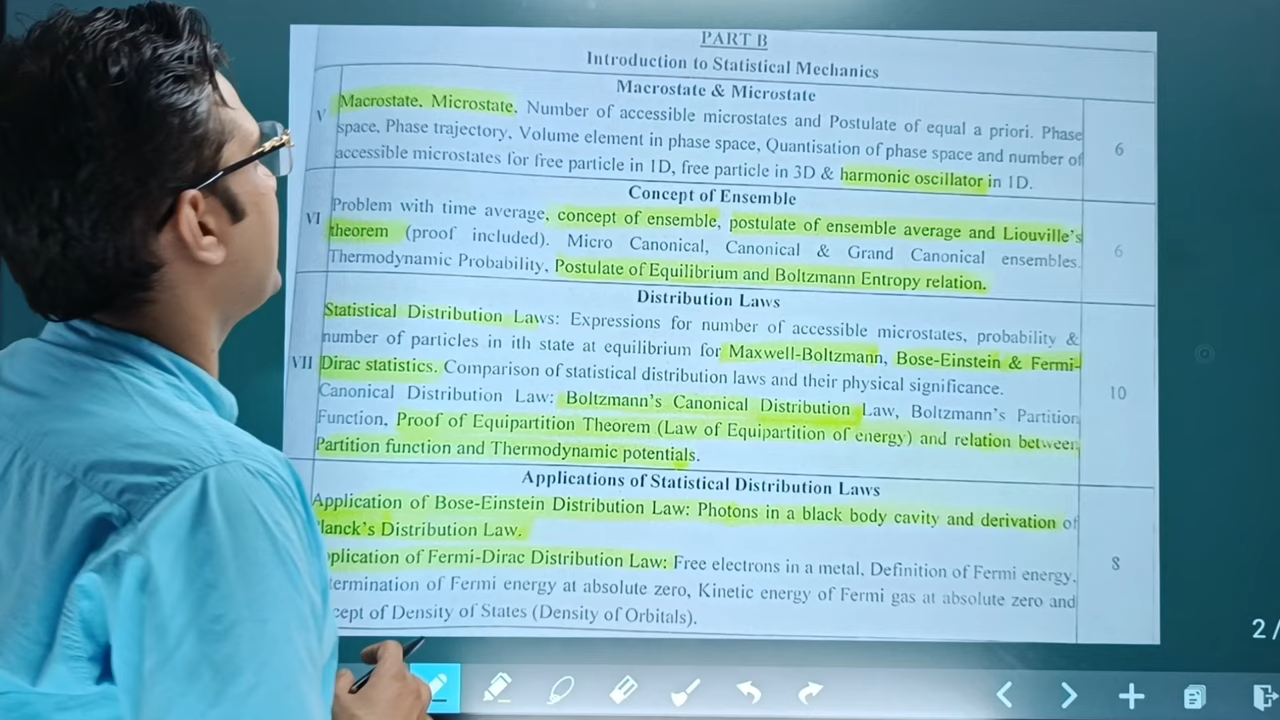 PART B
Introduction to Statistical Mechanics
Macrostate & Microstate
V
Macrostate, Microstate, Number of accessible microstates and Postulate of equal a priori. Phase
space, Phase trajectory, Volume element in phase space, Quantisation of phase space and number of
accessible microstates for free particle in 1D, free particle in 3D & harmonic oscillator in 1D.
6
Concept of Ensemble
VI
Problem with time average, concept of ensemble, postulate of ensemble average and Liouville's
theorem (proof included). Micro Canonical, Canonical & Grand Canonical ensembles.
Thermodynamic Probability, Postulate of Equilibrium and Boltzmann Entropy relation.
6
Distribution Laws
VII
Statistical Distribution Laws: Expressions for number of accessible microstates, probability &
number of particles in ith state at equilibrium for Maxwell-Boltzmann, Bose-Einstein & Fermi-
Dirac statistics. Comparison of statistical distribution laws and their physical significance.
Canonical Distribution Law: Boltzmann's Canonical Distribution Law, Boltzmann's Partition
Function, Proof of Equipartition Theorem (Law of Equipartition of energy) and relation between
Partition function and Thermodynamic potentials.
10
Applications of Statistical Distribution Laws
Application of Bose-Einstein Distribution Law: Photons in a black body cavity and derivation of
lanck's Distribution Law.
plication of Fermi-Dirac Distribution Law: Free electrons in a metal, Definition of Fermi energy,
ermination of Fermi energy at absolute zero, Kinetic energy of Fermi gas at absolute zero and
cept of Density of States (Density of Orbitals).
8
2/